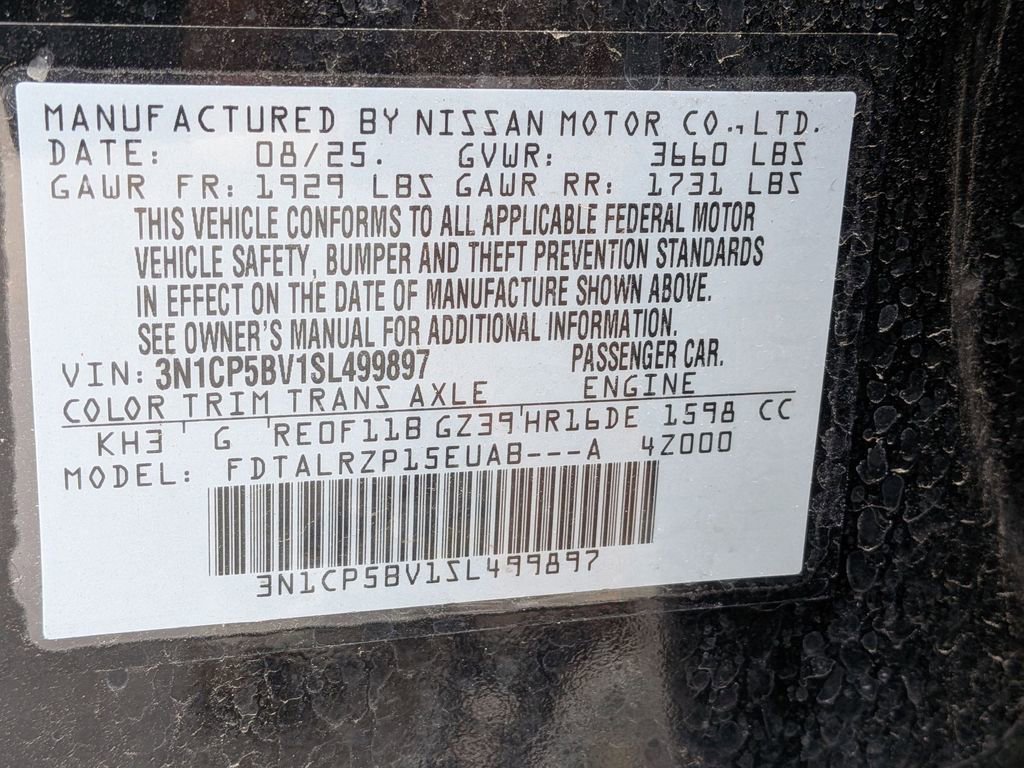 MANUFACTURED BY NISSAN MOTOR CO.,LTD.
DATE: 08/25. GVWR: 3660 LBS
GAWR FR: 1929 LBS GAWR RR: 1731 LBS
THIS VEHICLE CONFORMS TO ALL APPLICABLE FEDERAL MOTOR
VEHICLE SAFETY, BUMPER AND THEFT PREVENTION STANDARDS
IN EFFECT ON THE DATE OF MANUFACTURE SHOWN ABOVE.
SEE OWNER'S MANUAL FOR ADDITIONAL INFORMATION.
VIN: 3N1CP5BV1SL499897 PASSENGER CAR.
COLOR TRIM TRANS AXLE ENGINE
KH3 ' G ' RE0F11B GZ39 ' HR16DE 1598 CC
MODEL: FDTALRZP15EUAB---A 4Z000
3N1CP5BV1SL499897